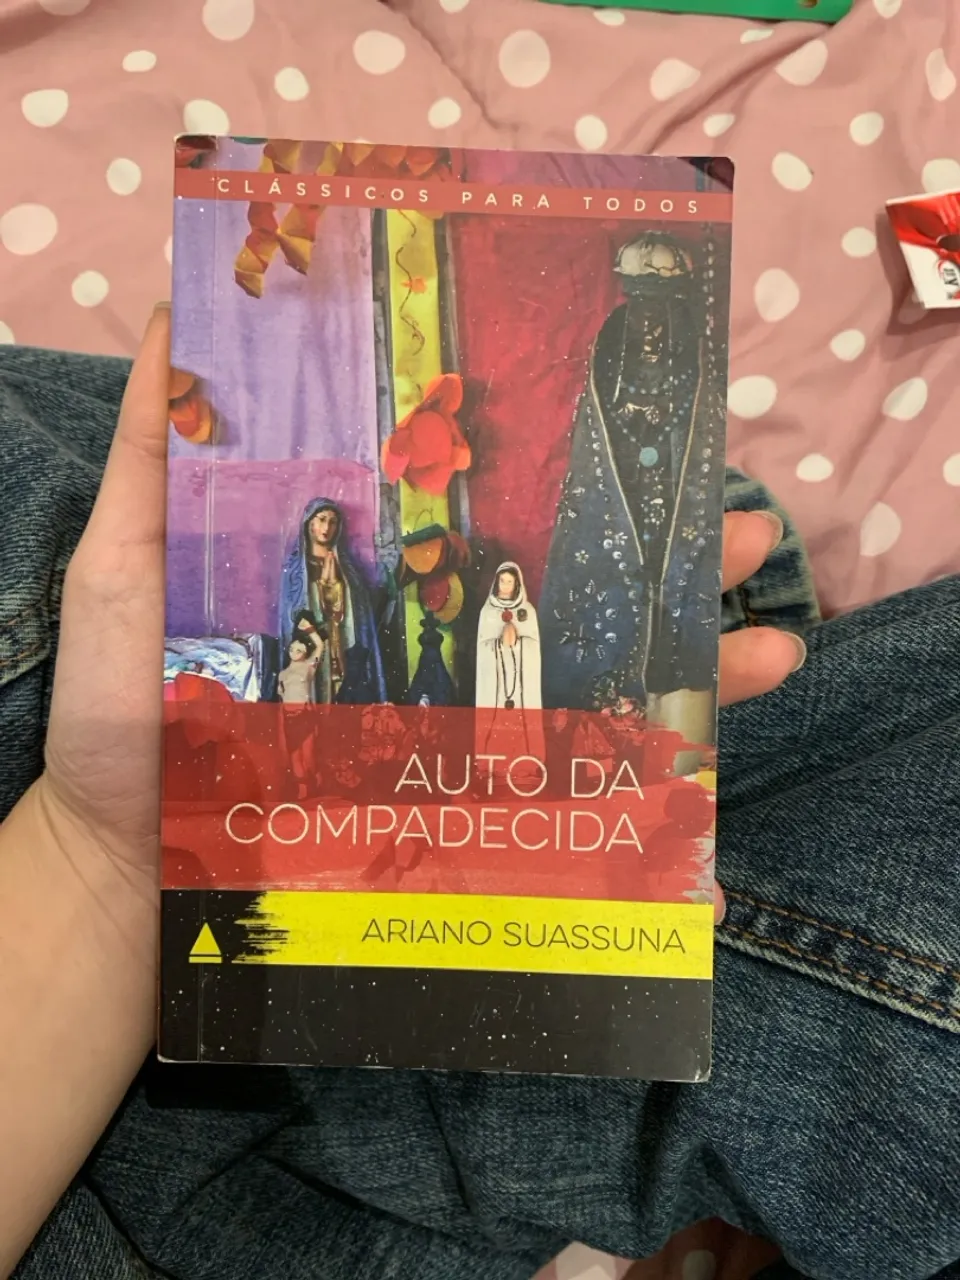 CLÁSSICOS PARA TODOS
AUTO DA
COMPADECIDA
ARIANO SUASSUNA